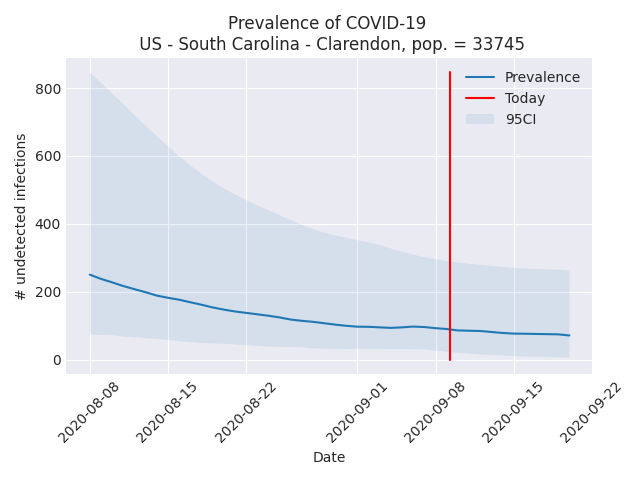 Prevalence of COVID-19
US - South Carolina - Clarendon, pop. = 33745
Prevalence
Today
95CI
# undetected infections
800
600
400
200
0
2020-08-08
2020-08-15
2020-08-22
2020-09-01
2020-09-08
2020-09-15
2020-09-22
Date